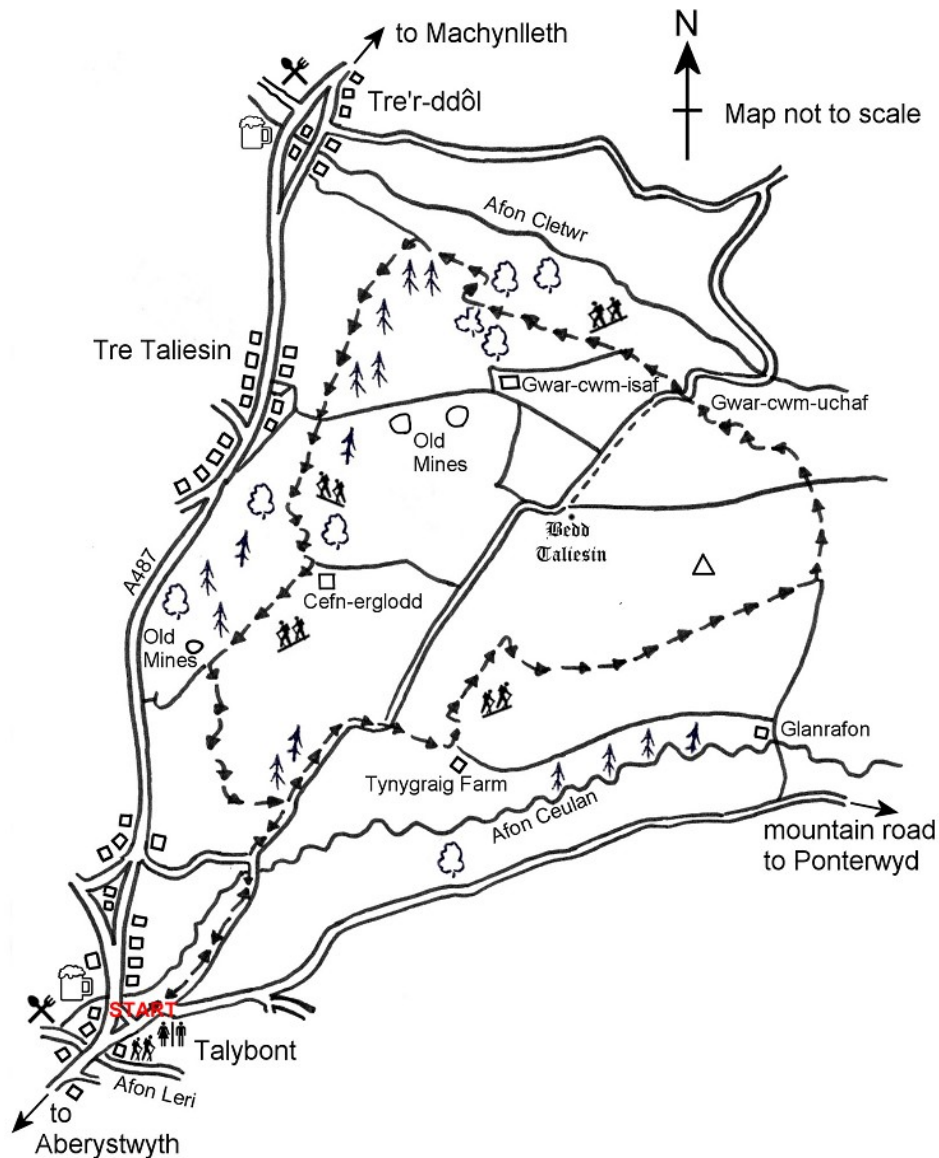 to Machynlleth
N
Tre'r-ddôl
Map not to scale
Afon Cletwr
Tre Taliesin
Gwar-cwm-isaf
Gwar-cwm-uchaf
Old
Mines
Bedd
Taliesin
A487
Cefn-erglodd
Old
Mines
Glanrafon
Tynygraig Farm
Afon Ceulan
mountain road
to Ponterwyd
START
Talybont
Afon Leri
to
Aberystwyth